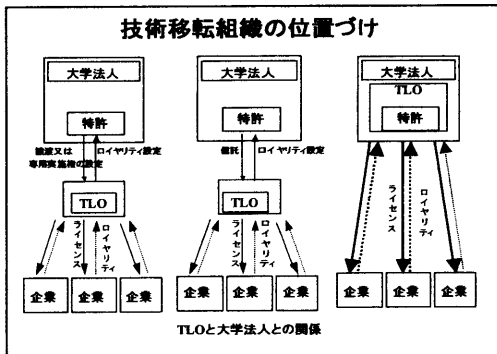 技術移転組織の位置づけ
大学法人
特許
譲渡又は
専用実施権の設定
ロイヤリティ設定
TLO
ライセンス
ロイヤリティ
企業
企業
企業
大学法人
特許
信託
ロイヤリティ設定
TLO
ライセンス
ロイヤリティ
企業
企業
企業
大学法人
TLO
特許
ライセンス
ロイヤリティ
企業
企業
企業
TLOと大学法人との関係